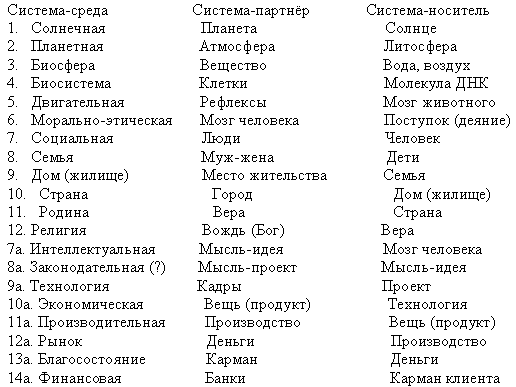 Система-среда Система-партнёр Система-носитель
1. Солнечная Планета Солнце
2. Планетная Атмосфера Литосфера
3. Биосфера Вещество Вода, воздух
4. Биосистема Клетки Молекула ДНК
5. Двигательная Рефлексы Мозг животного
6. Морально-этическая Мозг человека Поступок (деяние)
7. Социальная Люди Человек
8. Семья Муж-жена Дети
9. Дом (жилище) Место жительства Семья
10. Страна Город Дом (жилище)
11. Родина Вера Страна
12. Религия Вождь (Бог) Вера
7а. Интеллектуальная Мысль-идея Мозг человека
8а. Законодательная (?) Мысль-проект Мысль-идея
9а. Технология Кадры Проект
10а. Экономическая Вещь (продукт) Технология
11а. Производительная Производство Вещь (продукт)
12а. Рынок Деньги Производство
13а. Благосостояние Карман Деньги
14а. Финансовая Банки Карман клиента